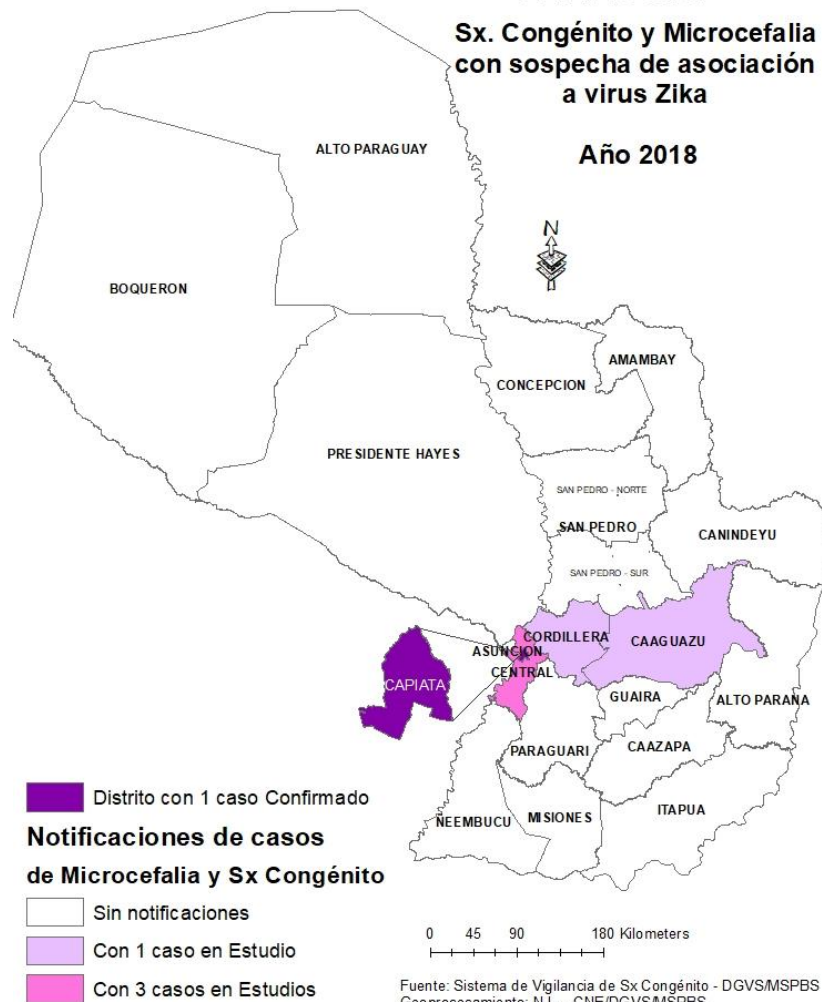 Sx. Congénito y Microcefalia
con sospecha de asociación
a virus Zika
Año 2018
N
ALTO PARAGUAY
BOQUERON
AMAMBAY
CONCEPCION
PRESIDENTE HAYES
SAN PEDRO - NORTE
SAN PEDRO
CANINDEYU
SAN PEDRO - SUR
CORDILLERA
CAAGUAZU
ASUNCION
CENTRAL
CAPIATA
GUAIRA
ALTO PARANA
PARAGUARI
CAAZAPA
ITAPUA
MISIONES
ÑEEMBUCU
Distrito con 1 caso Confirmado
Notificaciones de casos
de Microcefalia y Sx Congénito
Sin notificaciones
Con 1 caso en Estudio
Con 3 casos en Estudios
0 45 90 180 Kilometers
Fuente: Sistema de Vigilancia de Sx Congénito - DGVS/MSPBS
CNE/DGVS/MSPBS